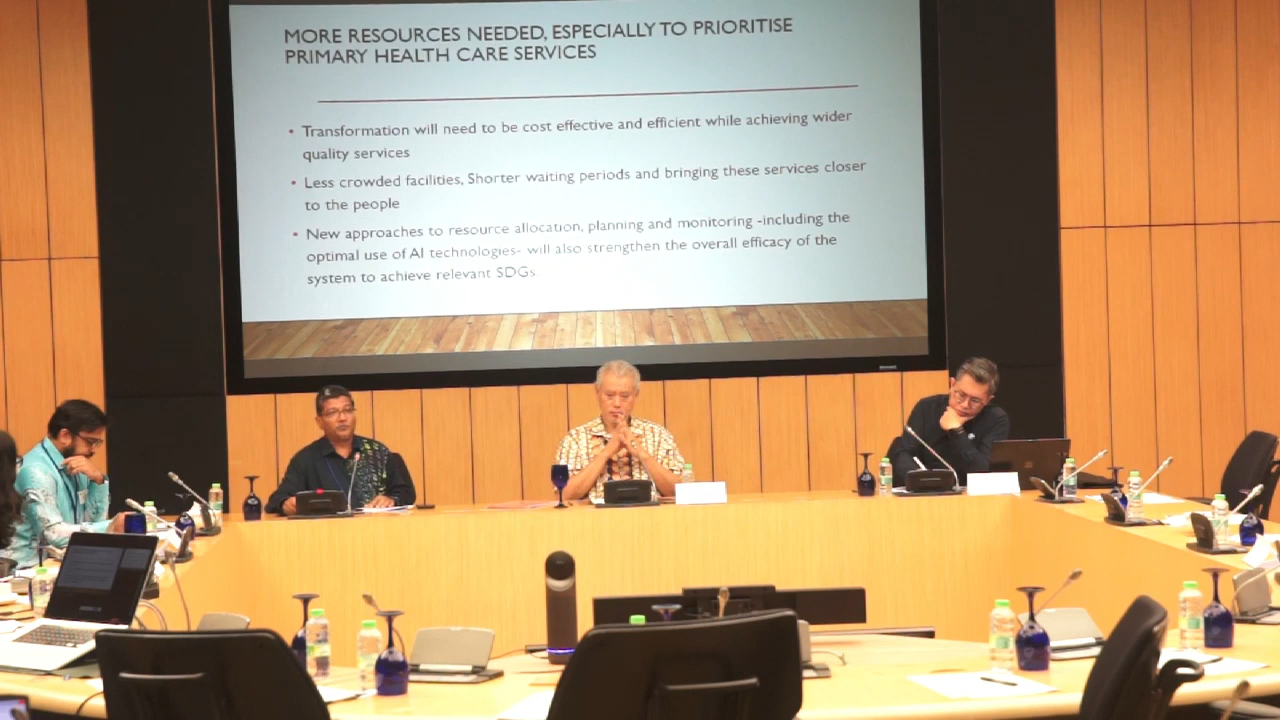 MORE RESOURCES NEEDED, ESPECIALLY TO PRIORITISE
PRIMARY HEALTH CARE SERVICES
• Transformation will need to be cost effective and efficient while achieving wider
quality services
• Less crowded facilities, Shorter waiting periods and bringing these services closer
to the people
• New approaches to resource allocation, planning and monitoring -including the
optimal use of AI technologies- will also strengthen the overall efficacy of the
system to achieve relevant SDGs.